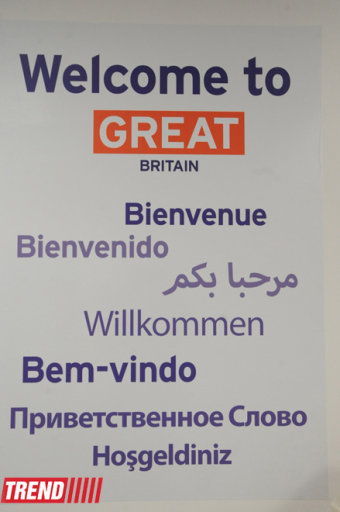 Welcome to
GREAT
BRITAIN
Bienvenue
Bienvenido
مرحبا بكم
Willkommen
Bem-vindo
Приветственное Слово
Hoşgeldiniz
TREND